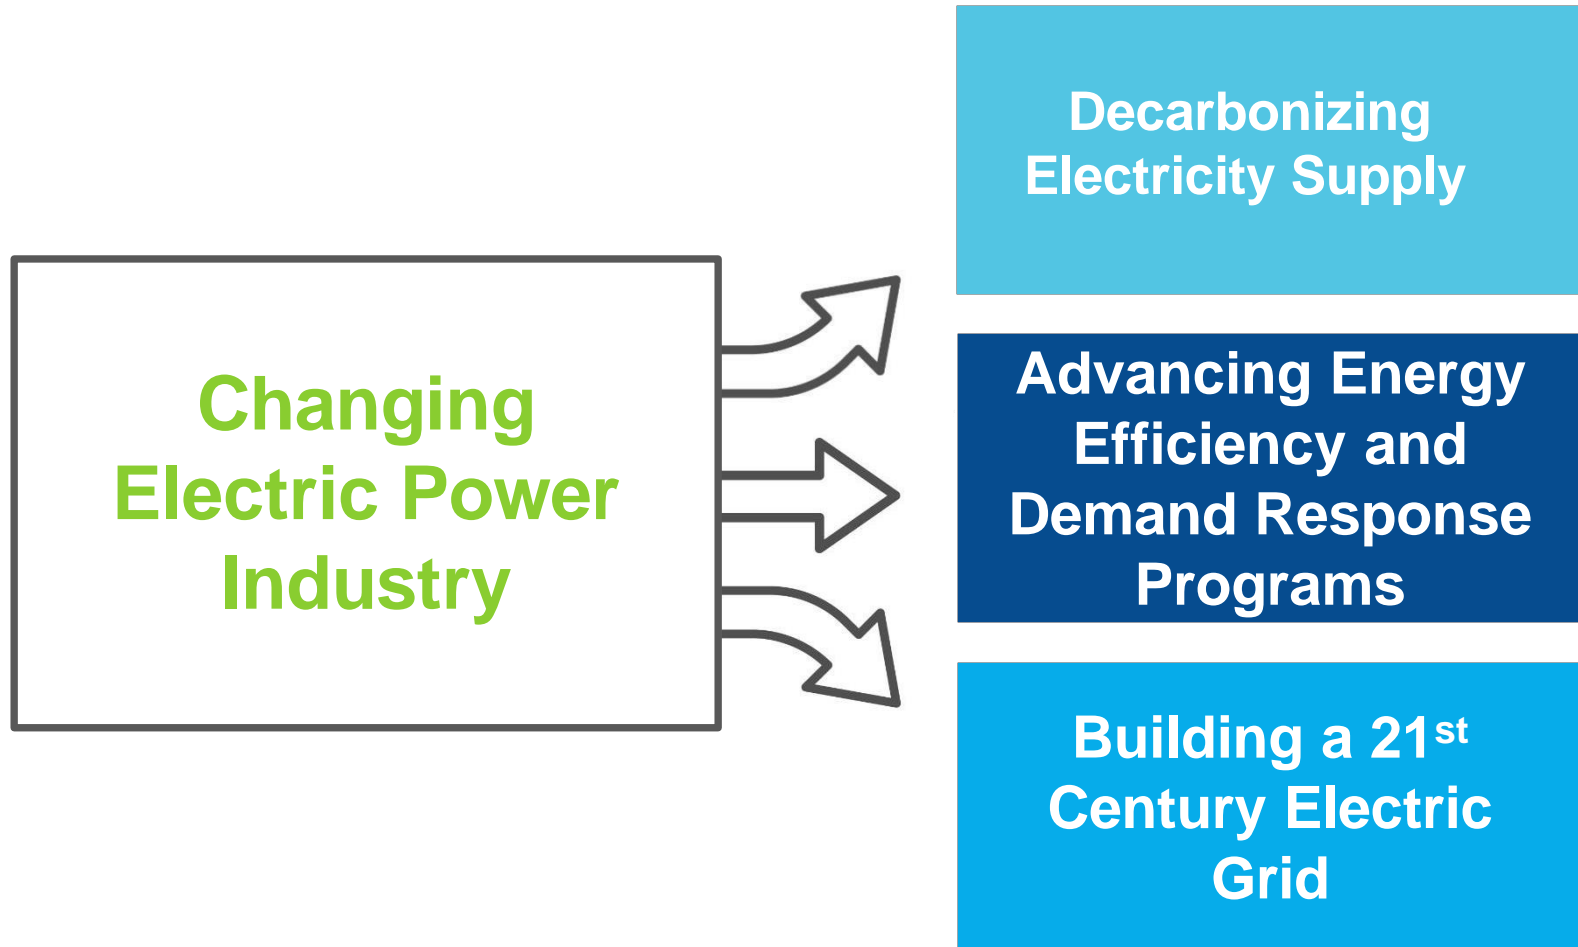 Changing
Electric Power
Industry
Decarbonizing
Electricity Supply
Advancing Energy
Efficiency and
Demand Response
Programs
Building a 21st
Century Electric
Grid